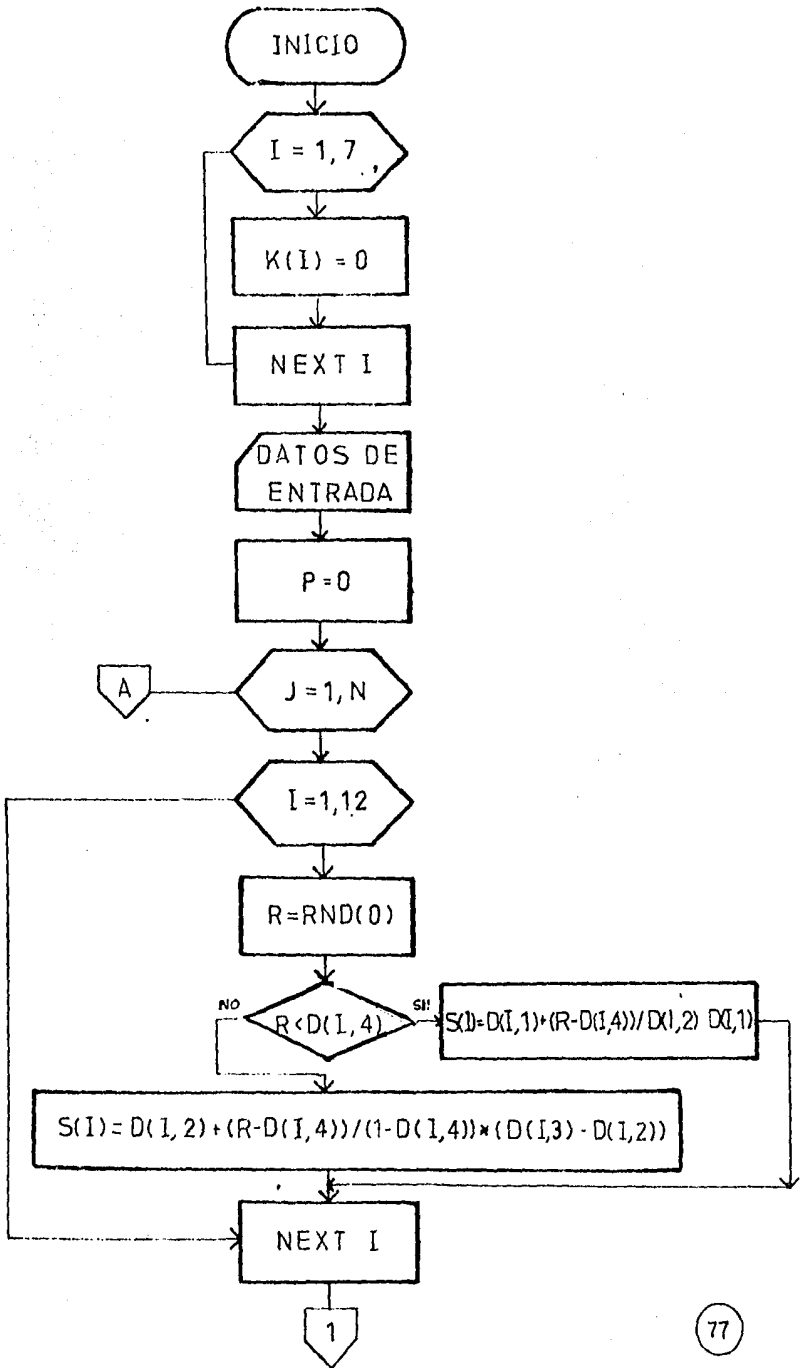 INICIO
I = 1, 7
K(I) = 0
NEXT I
DATOS DE
ENTRADA
P = 0
A
J = 1, N
I = 1, 12
R = RND(0)
NO
R < D(I, 4)
SI
S(I) = D(I,1) + (R - D(I,4)) / D(I,2) D(I,1)
S(I) = D(I, 2) + (R - D(I, 4)) / (1 - D(I, 4)) * (D(I,3) - D(I,2))
NEXT I
1
77